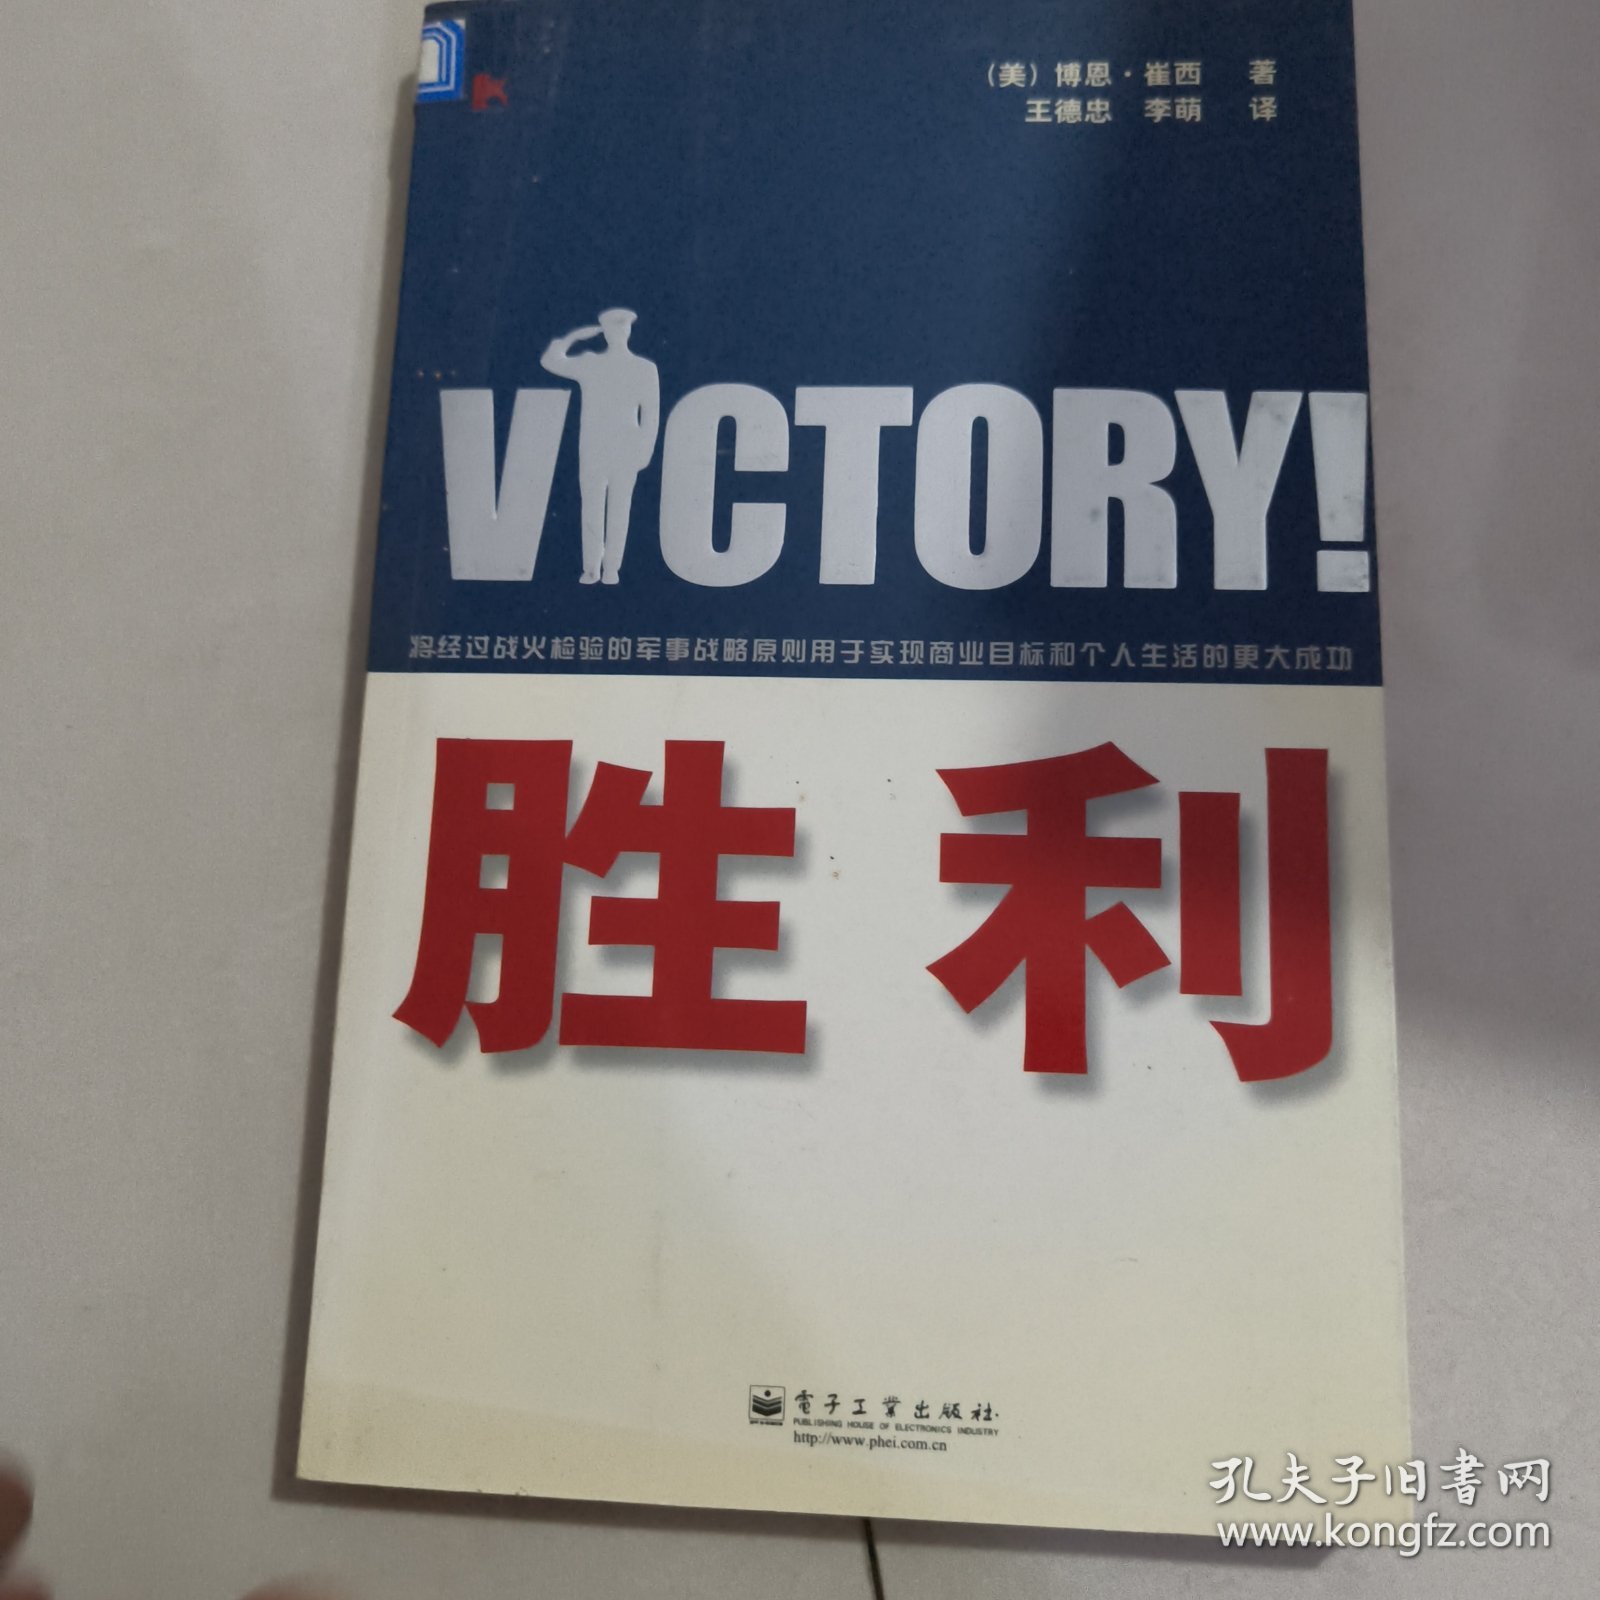 （美）博恩·崔西 著
王德忠 李萌 译
VICTORY!
将经过战火检验的军事战略原则用于实现商业目标和个人生活的更大成功
胜利
電子工業出版社
PUBLISHING HOUSE OF ELECTRONICS INDUSTRY
http://www.phei.com.cn
孔夫子旧書网
www.kongfz.com